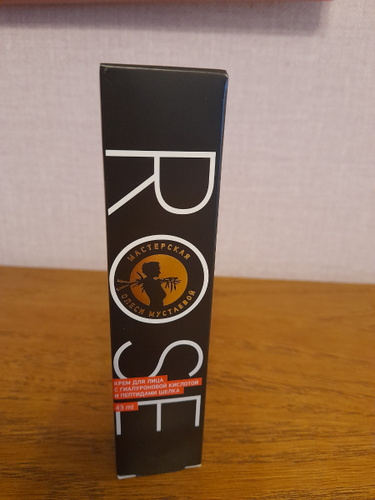 ROSE
МАСТЕРСКАЯ
ОЛЕСИ МУСТАЕВОЙ
КРЕМ ДЛЯ ЛИЦА
С ГИАЛУРОНОВОЙ КИСЛОТОЙ
И ПЕПТИДАМИ ШЕЛКА
43 ml